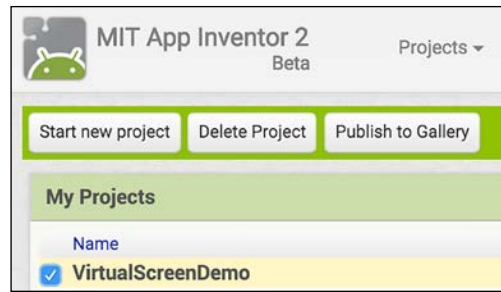 MIT App Inventor 2
Beta
Projects
Start new project Delete Project Publish to Gallery
My Projects
Name
VirtualScreenDemo